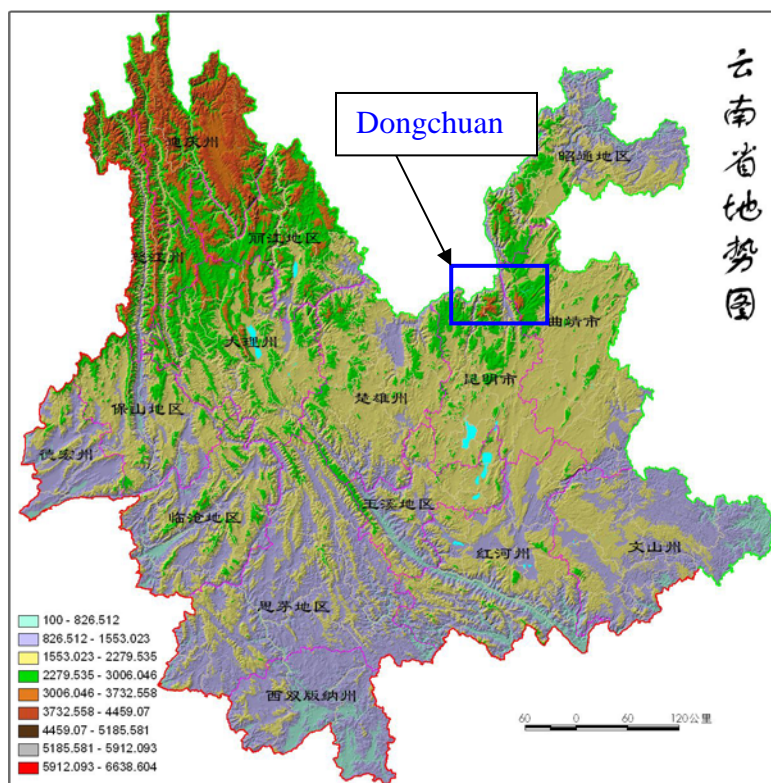 云南省地势图
Dongchuan
迪庆州
昭通地区
丽江地区
怒江州
曲靖市
大理州
昆明市
楚雄州
保山地区
德宏州
玉溪地区
临沧地区
红河州
文山州
思茅地区
西双版纳州
100 - 826.512
826.512 - 1553.023
1553.023 - 2279.535
2279.535 - 3006.046
3006.046 - 3732.558
3732.558 - 4459.07
4459.07 - 5185.581
5185.581 - 5912.093
5912.093 - 6638.604
60 0 60 120公里